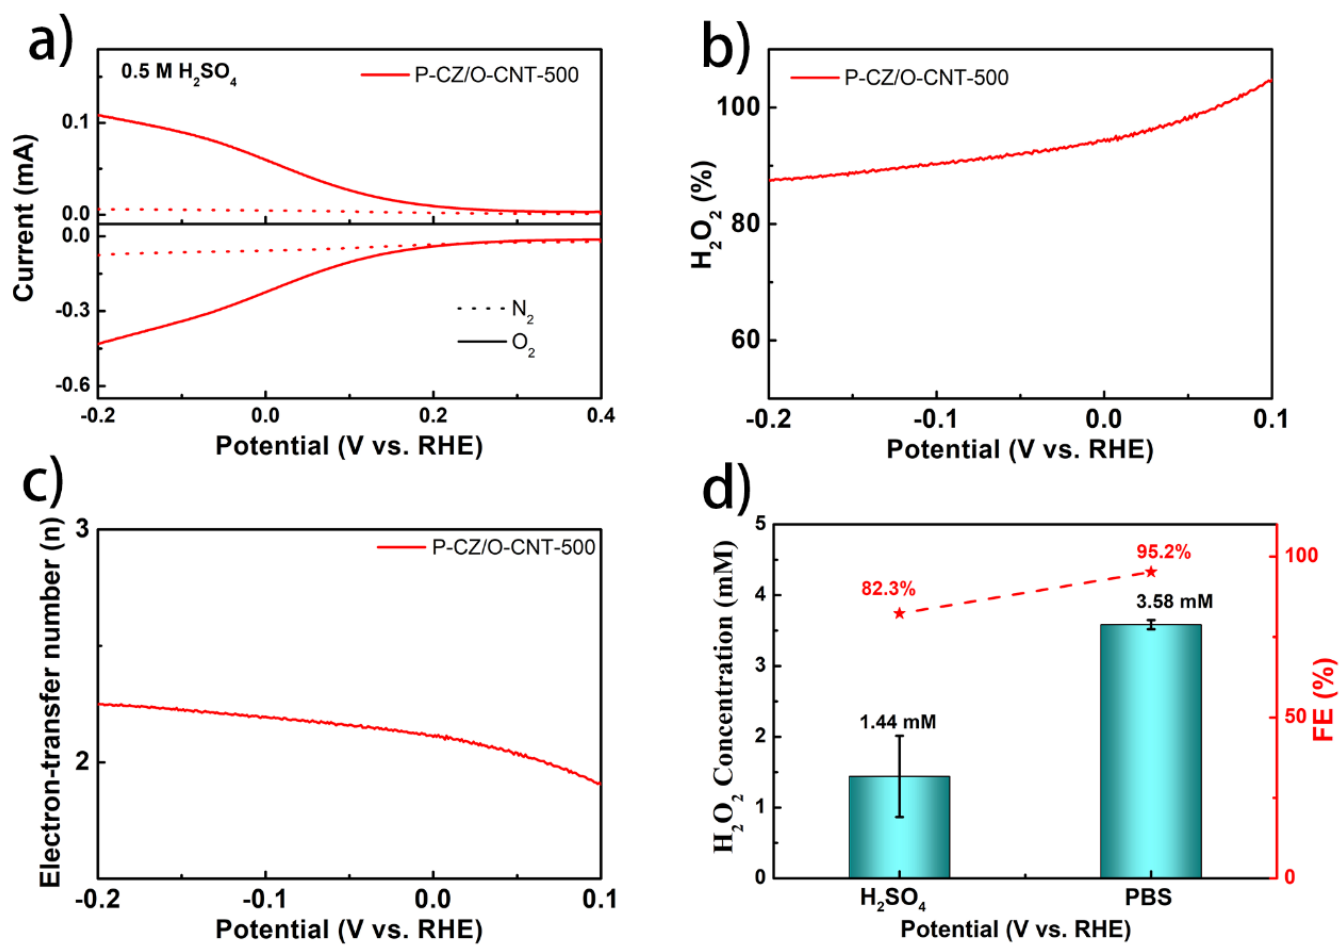 a)
0.5 M H₂SO₄
P-CZ/O-CNT-500
0.1
0.0
0.0
-0.3
-0.6
Current (mA)
N₂
O₂
-0.2 0.0 0.2 0.4
Potential (V vs. RHE)
b)
P-CZ/O-CNT-500
100
80
60
H₂O₂ (%)
-0.2 -0.1 0.0 0.1
Potential (V vs. RHE)
c)
P-CZ/O-CNT-500
3
2
Electron-transfer number (n)
-0.2 -0.1 0.0 0.1
Potential (V vs. RHE)
d)
5
4
3
2
1
0
H₂O₂ Concentration (mM)
82.3%
95.2%
3.58 mM
1.44 mM
100
50
0
FE (%)
H₂SO₄ PBS
Potential (V vs. RHE)